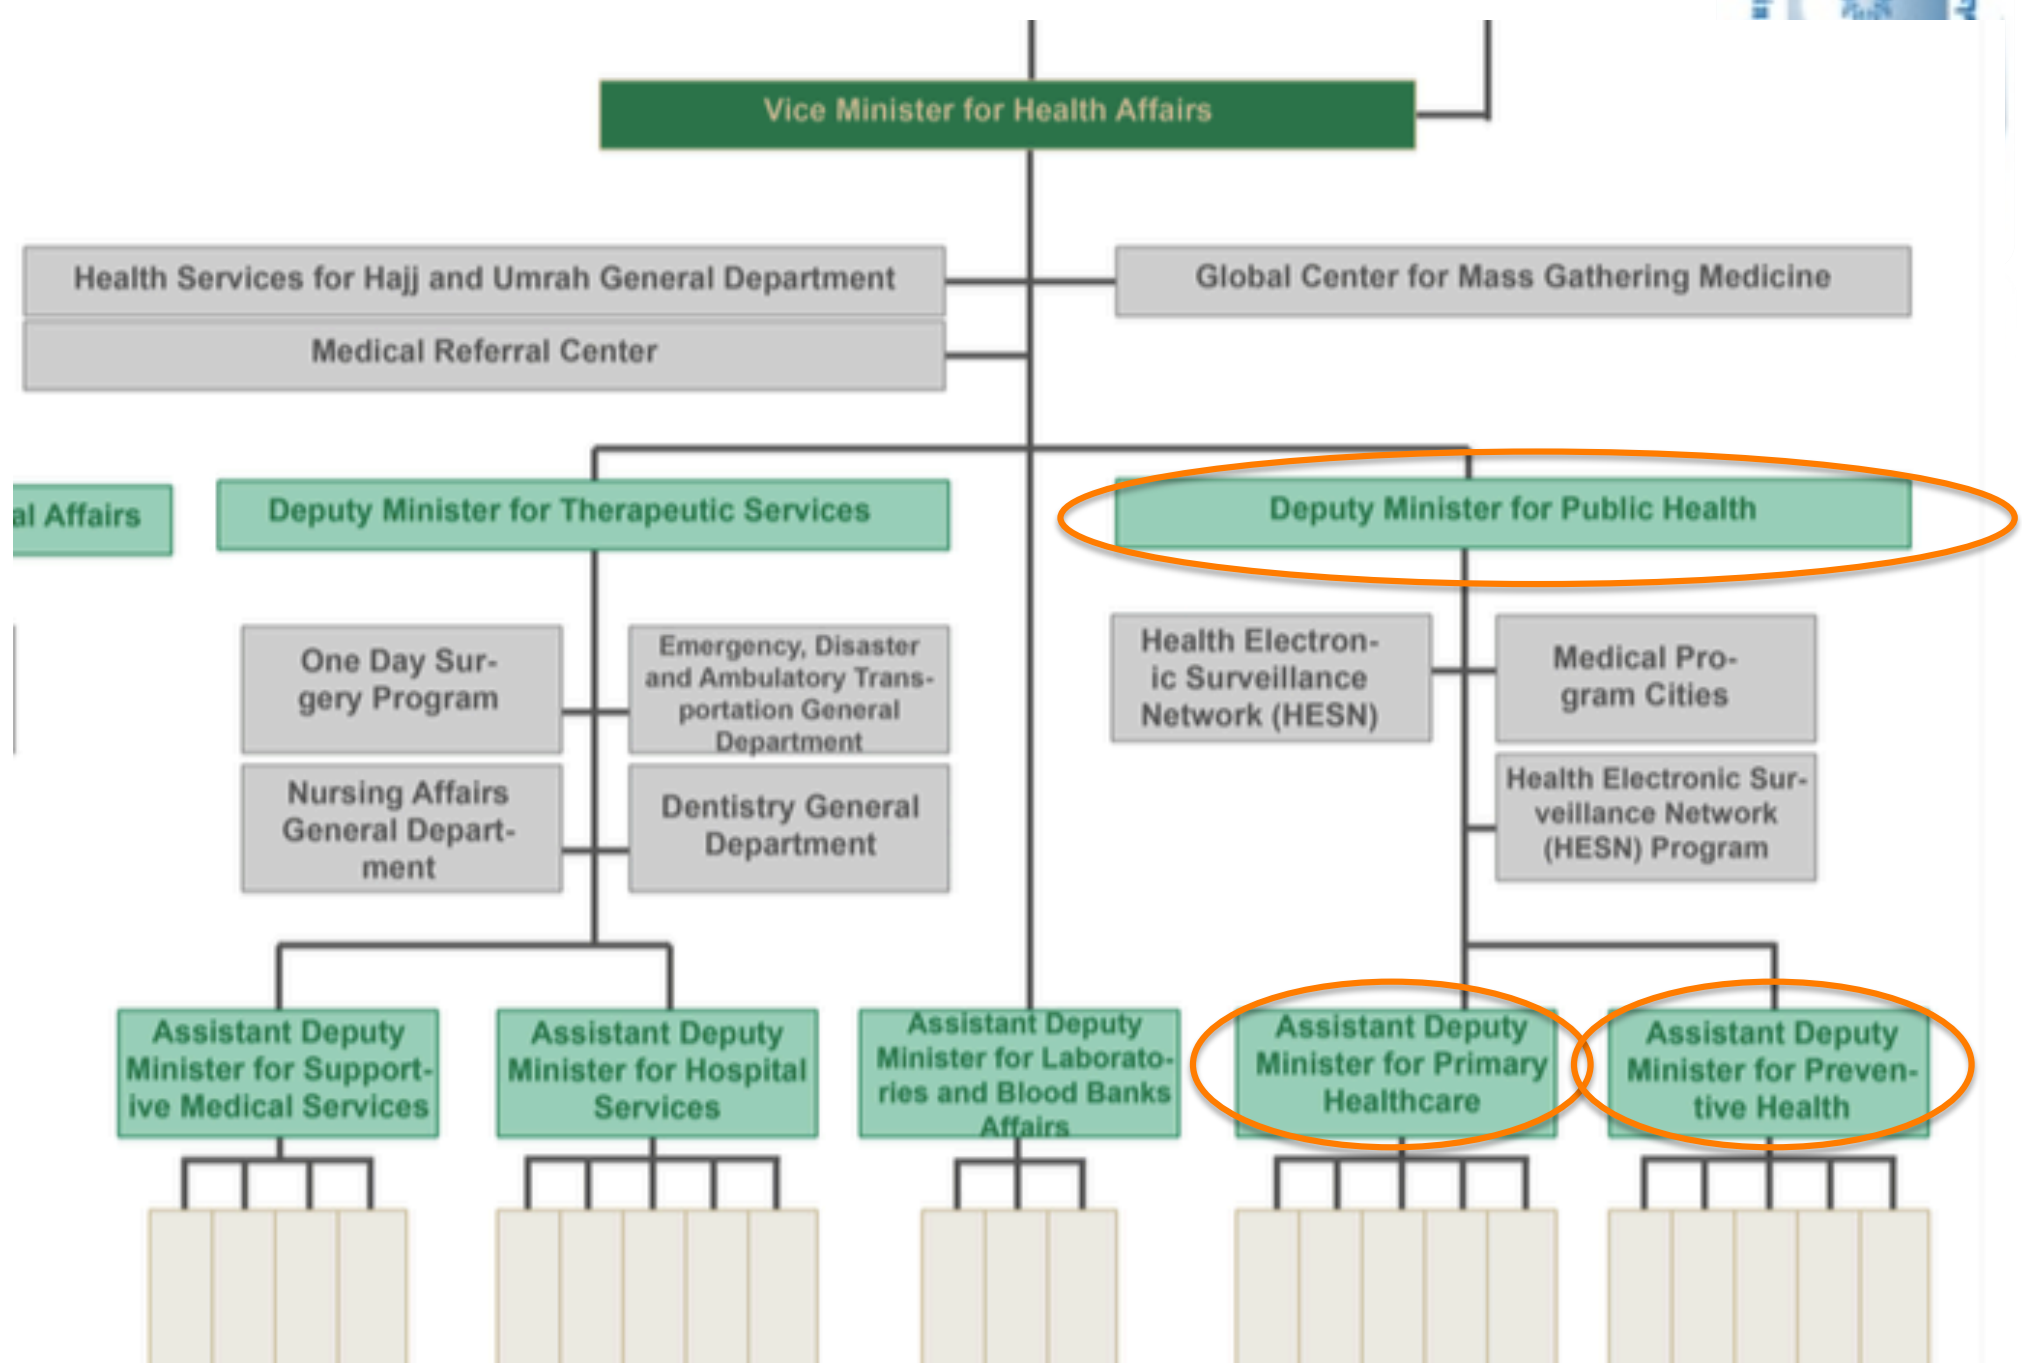 Vice Minister for Health Affairs
Health Services for Hajj and Umrah General Department
Global Center for Mass Gathering Medicine
Medical Referral Center
al Affairs
Deputy Minister for Therapeutic Services
Deputy Minister for Public Health
One Day Sur-
gery Program
Emergency, Disaster
and Ambulatory Trans-
portation General
Department
Health Electron-
ic Surveillance
Network (HESN)
Medical Pro-
gram Cities
Nursing Affairs
General Depart-
ment
Dentistry General
Department
Health Electronic Sur-
veillance Network
(HESN) Program
Assistant Deputy
Minister for Support-
ive Medical Services
Assistant Deputy
Minister for Hospital
Services
Assistant Deputy
Minister for Laborato-
ries and Blood Banks
Affairs
Assistant Deputy
Minister for Primary
Healthcare
Assistant Deputy
Minister for Preven-
tive Health